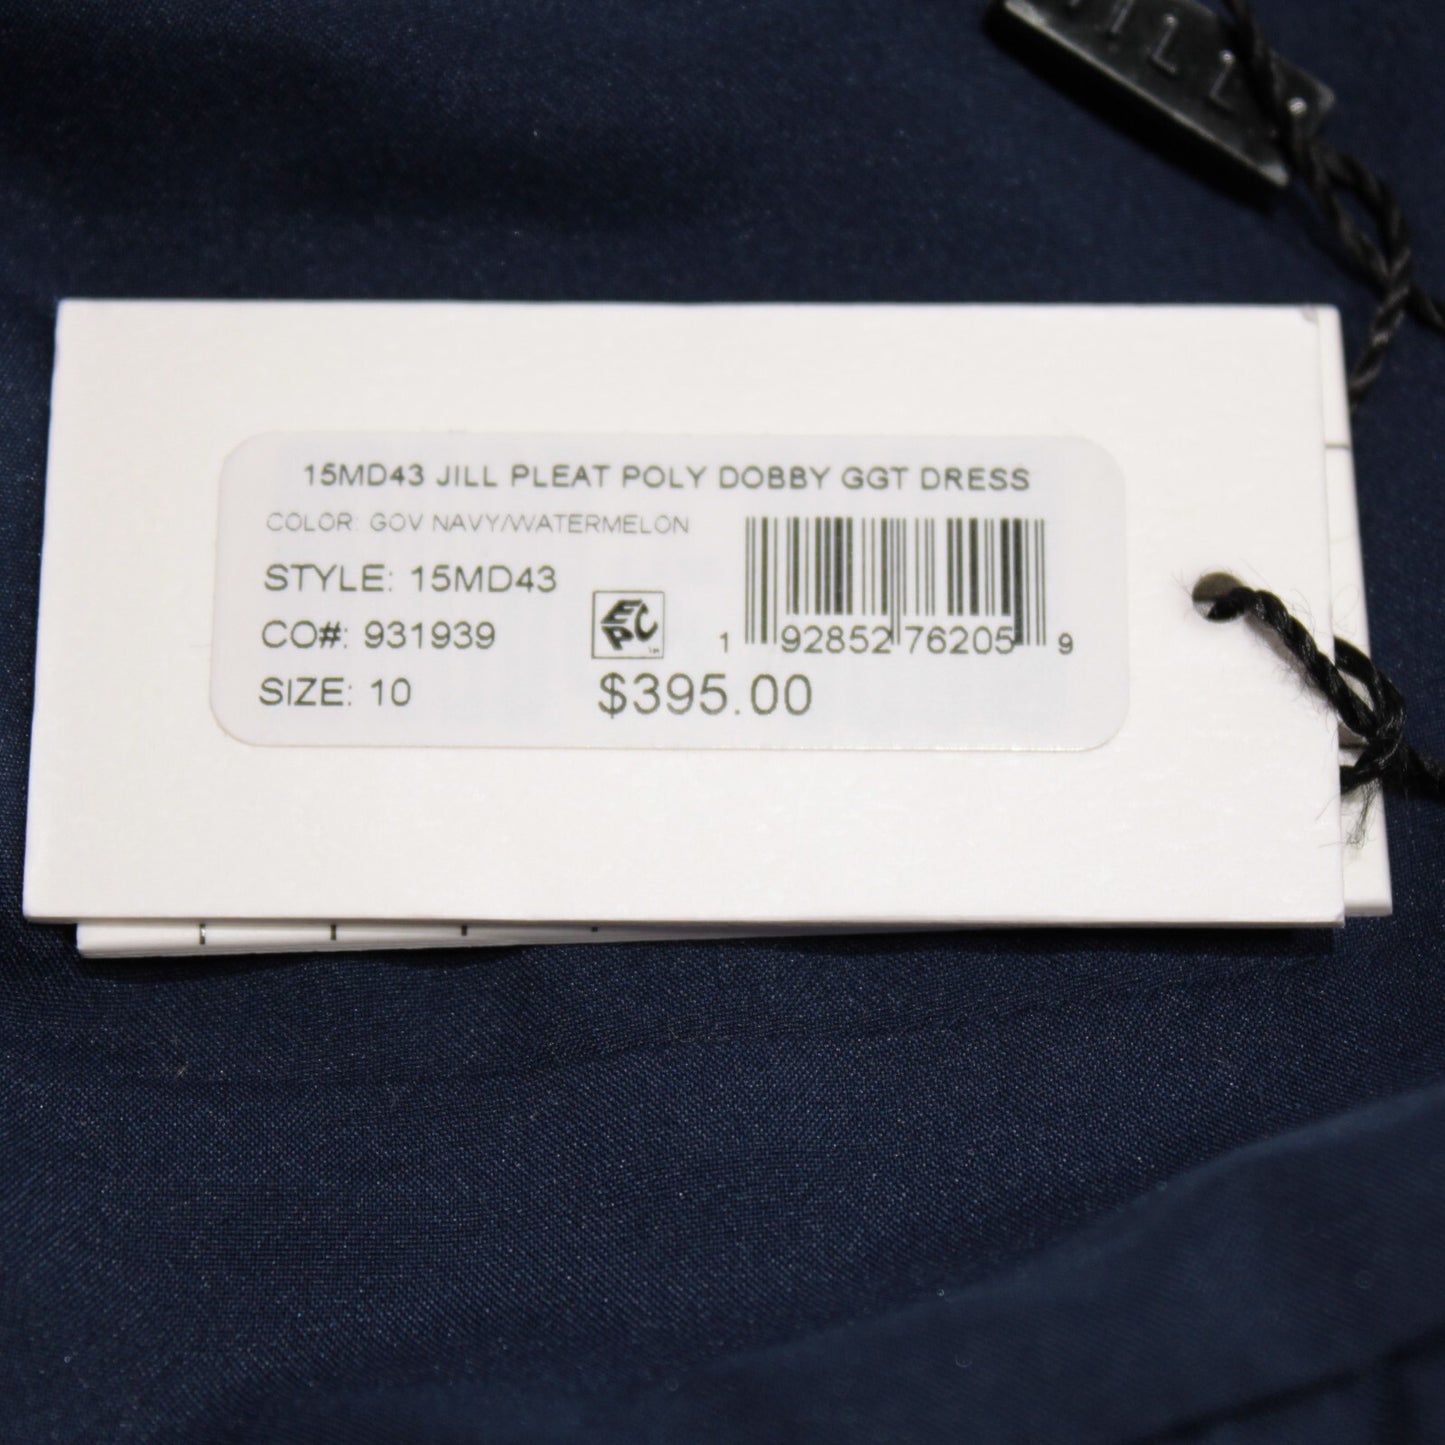 15MD43 JILL PLEAT POLY DOBBY GGT DRESS
COLOR: GOV NAVY/WATERMELON
STYLE: 15MD43
CO#: 931939
SIZE: 10
EPC
1 92852 76205 9
$395.00